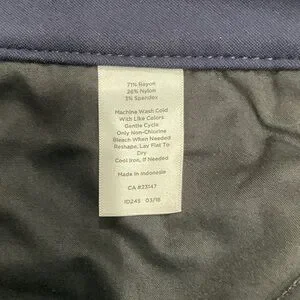 71% Rayon
26% Nylon
3% Spandex
Machine Wash Cold
With Like Colors
Gentle Cycle
Only Non-Chlorine
Bleach When Needed
Reshape, Lay Flat To
Dry
Cool Iron, If Needed
Made in Indonesia
CA #23147
ID245 03/18